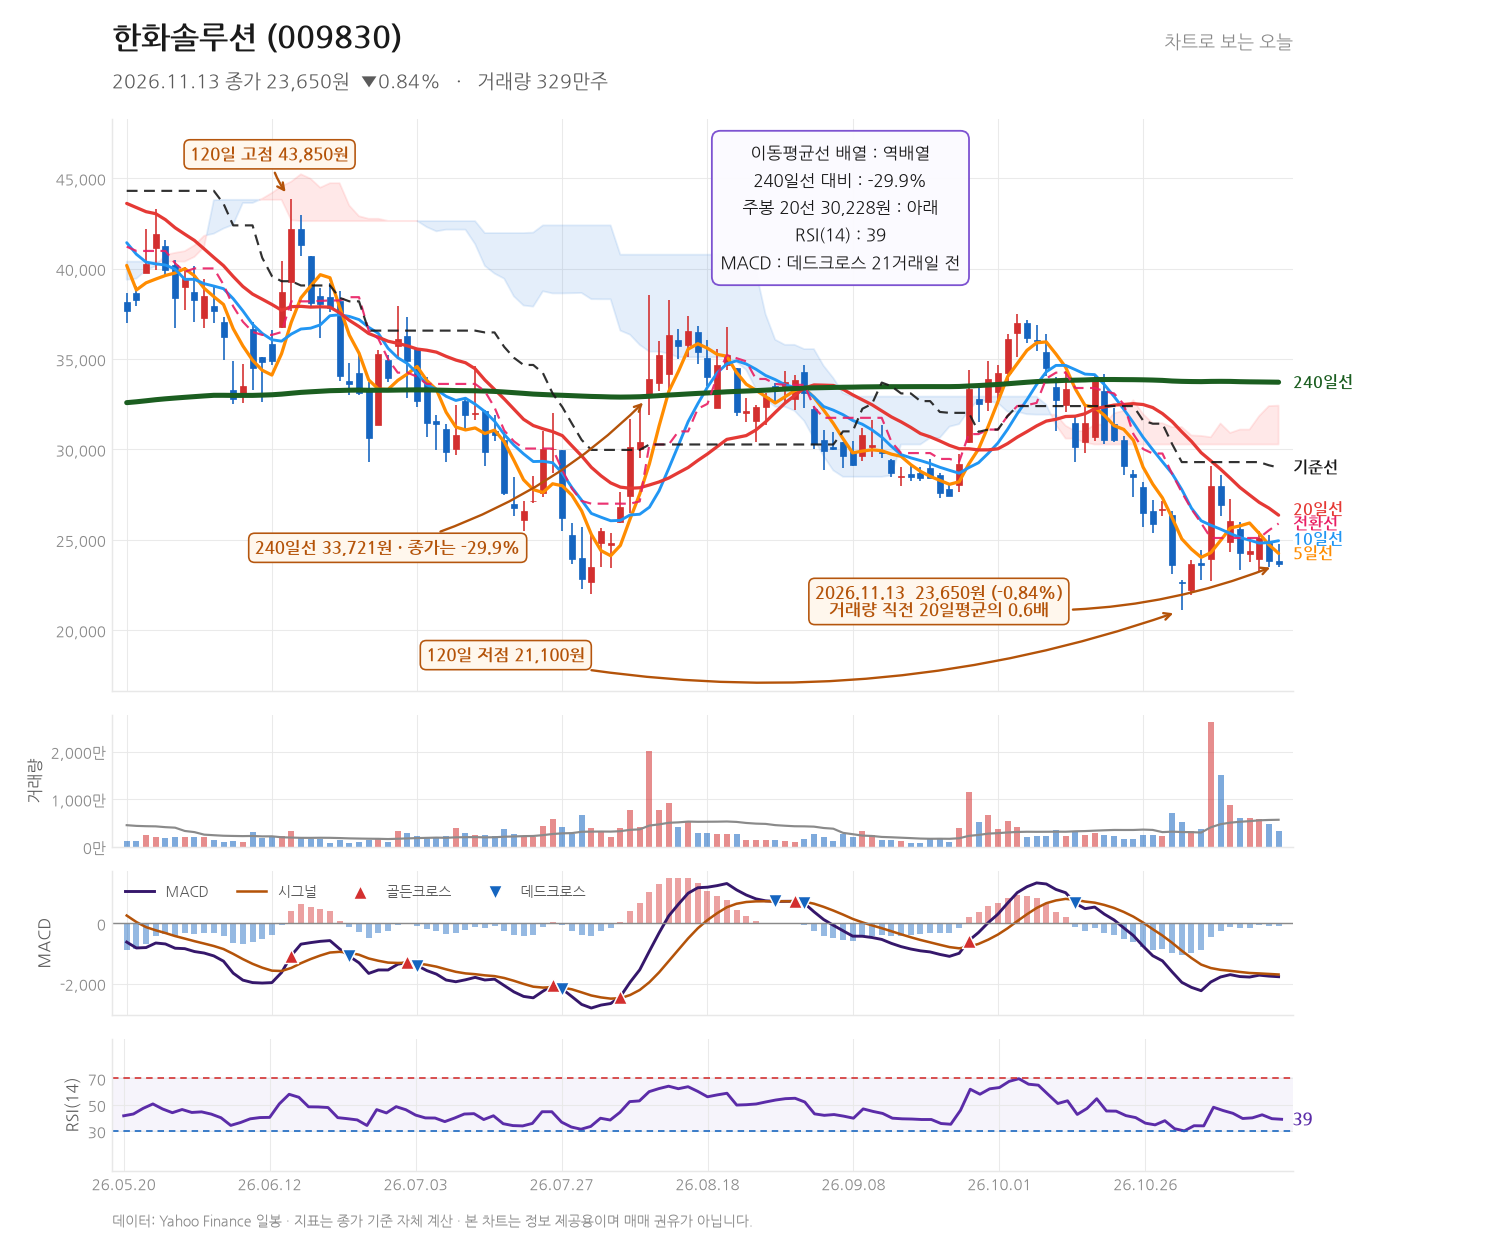 한화솔루션 (009830)
차트로 보는 오늘
2026.11.13 종가 23,650원 ▼0.84% · 거래량 329만주
120일 고점 43,850원
이동평균선 배열 : 역배열
240일선 대비 : -29.9%
주봉 20선 30,228원 : 아래
RSI(14) : 39
MACD : 데드크로스 21거래일 전
45,000
40,000
35,000
30,000
25,000
20,000
240일선
기준선
20일선
전환선
10일선
5일선
240일선 33,721원 · 종가는 -29.9%
2026.11.13 23,650원 (-0.84%)
거래량 직전 20일평균의 0.6배
120일 저점 21,100원
거래량
2,000만
1,000만
0만
MACD
MACD
시그널
골든크로스
데드크로스
0
-2,000
RSI(14)
70
50
30
39
26.05.20
26.06.12
26.07.03
26.07.27
26.08.18
26.09.08
26.10.01
26.10.26
데이터: Yahoo Finance 일봉 · 지표는 종가 기준 자체 계산 · 본 차트는 정보 제공용이며 매매 권유가 아닙니다.